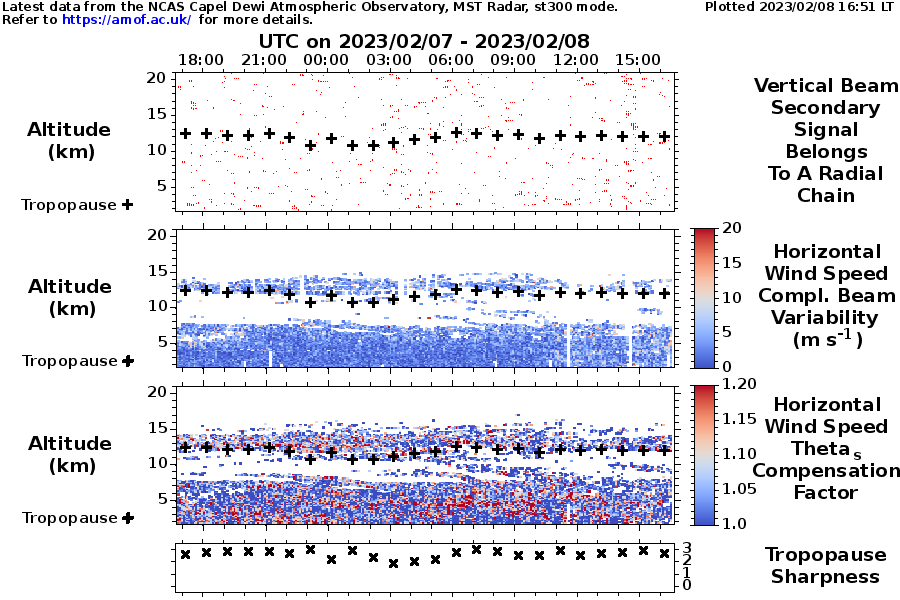 Latest data from the NCAS Capel Dewi Atmospheric Observatory, MST Radar, st300 mode.
Plotted 2023/02/08 16:51 LT
Refer to https://amof.ac.uk/ for more details.
UTC on 2023/02/07 - 2023/02/08
18:00 21:00 00:00 03:00 06:00 09:00 12:00 15:00
20
15
10
5
Altitude
(km)
Tropopause +
Vertical Beam
Secondary
Signal
Belongs
To A Radial
Chain
20
15
10
5
Altitude
(km)
Tropopause +
20
15
10
5
0
Horizontal
Wind Speed
Compl. Beam
Variability
(m s-1)
20
15
10
5
Altitude
(km)
Tropopause +
1.20
1.15
1.10
1.05
1.0
Horizontal
Wind Speed
Theta s
Compensation
Factor
3
2
1
0
Tropopause
Sharpness